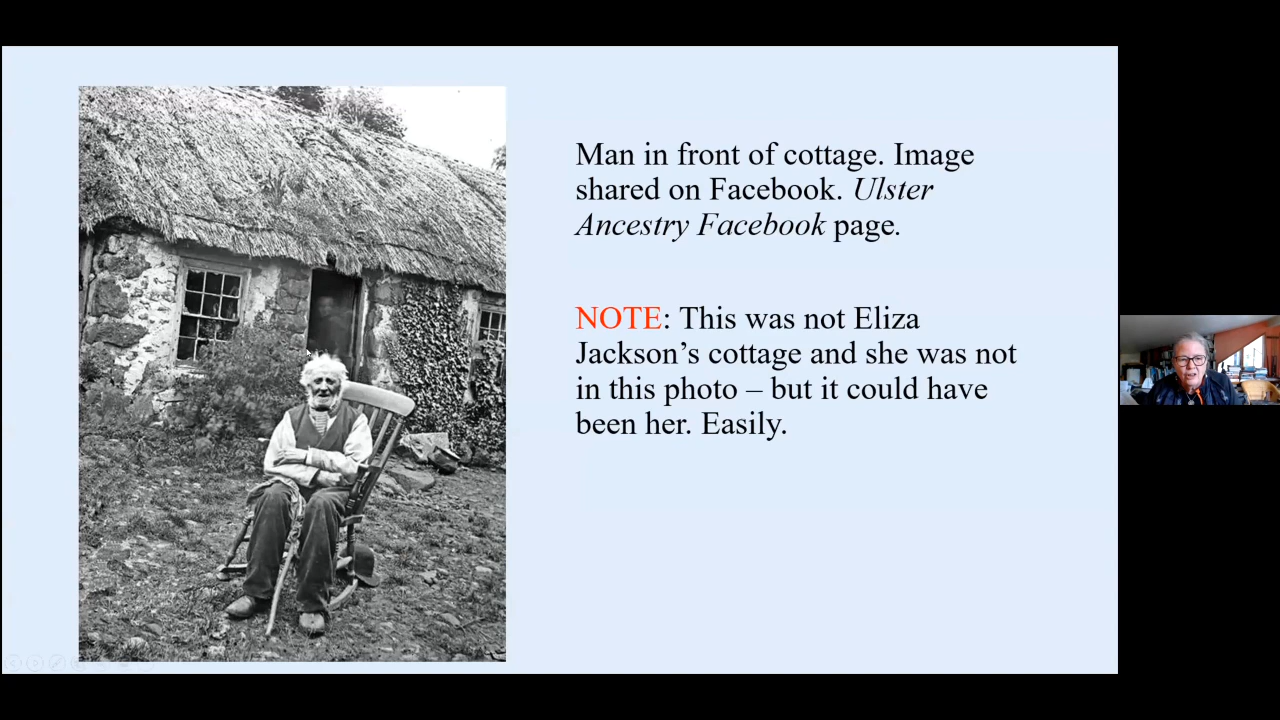 Man in front of cottage. Image
shared on Facebook. Ulster
Ancestry Facebook page.
NOTE: This was not Eliza
Jackson’s cottage and she was not
in this photo – but it could have
been her. Easily.